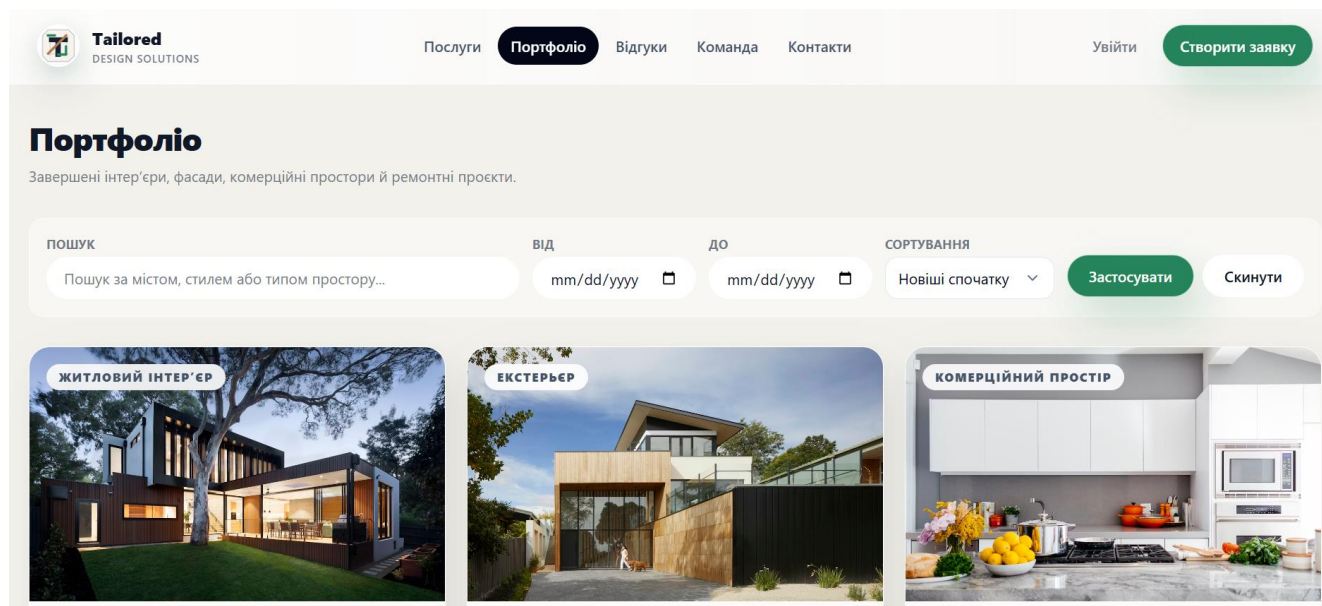 Tailored
DESIGN SOLUTIONS
Послуги Портфоліо Відгуки Команда Контакти
Увійти Створити заявку
Портфоліо
Завершені інтер’єри, фасади, комерційні простори й ремонтні проєкти.
ПОШУК ВІД ДО СОРТУВАННЯ
Пошук за містом, стилем або типом простору... mm/dd/yyyy mm/dd/yyyy Новіші спочатку Застосувати Скинути
ЖИТЛОВИЙ ІНТЕР’ЄР ЕКСТЕРЬЄР КОМЕРЦІЙНИЙ ПРОСТІР